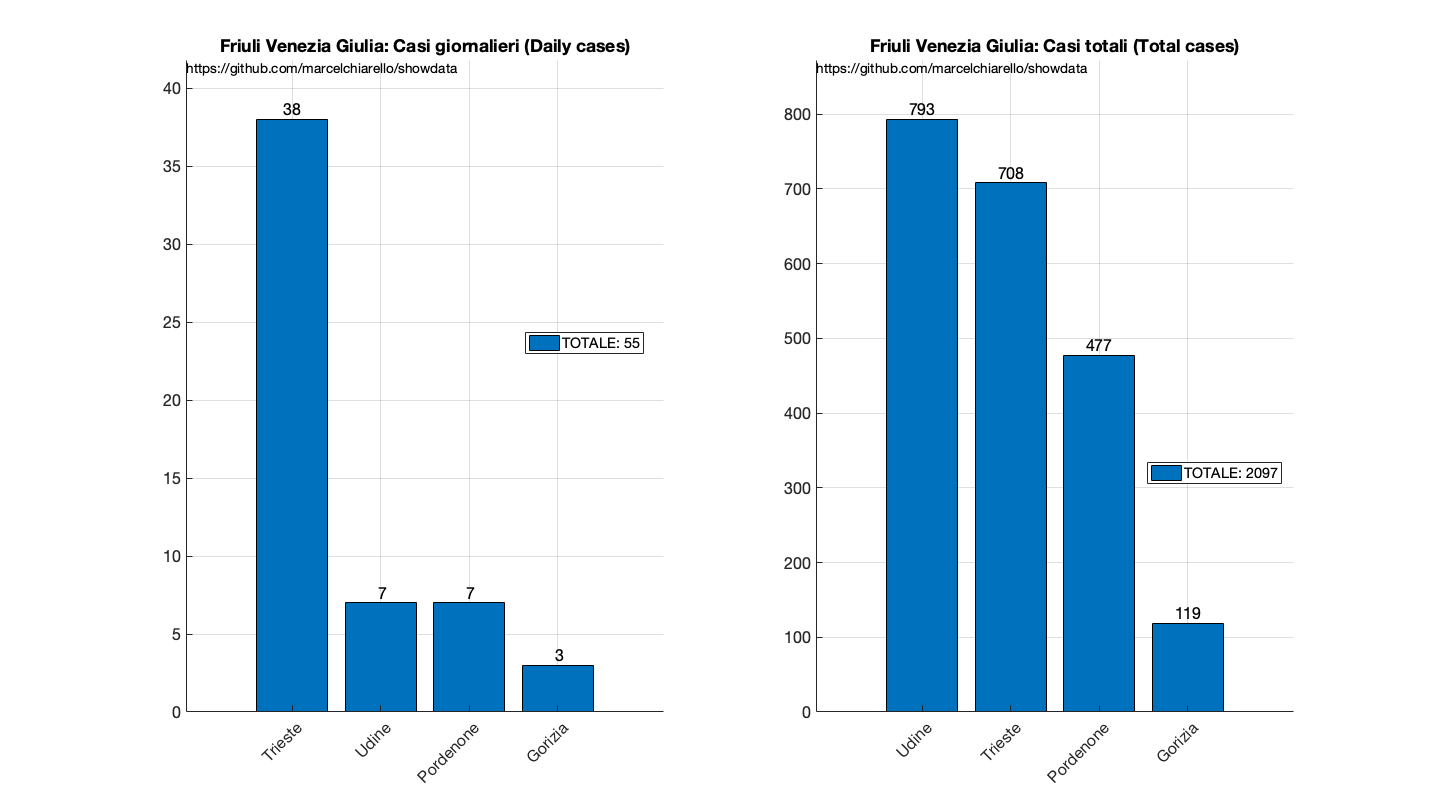 Friuli Venezia Giulia: Casi giornalieri (Daily cases)
https://github.com/marcelchiarello/showdata
40
35
30
25
20
15
10
5
0
38
7
7
3
TOTALE: 55
Trieste
Udine
Pordenone
Gorizia
Friuli Venezia Giulia: Casi totali (Total cases)
https://github.com/marcelchiarello/showdata
800
700
600
500
400
300
200
100
0
793
708
477
119
TOTALE: 2097
Udine
Trieste
Pordenone
Gorizia